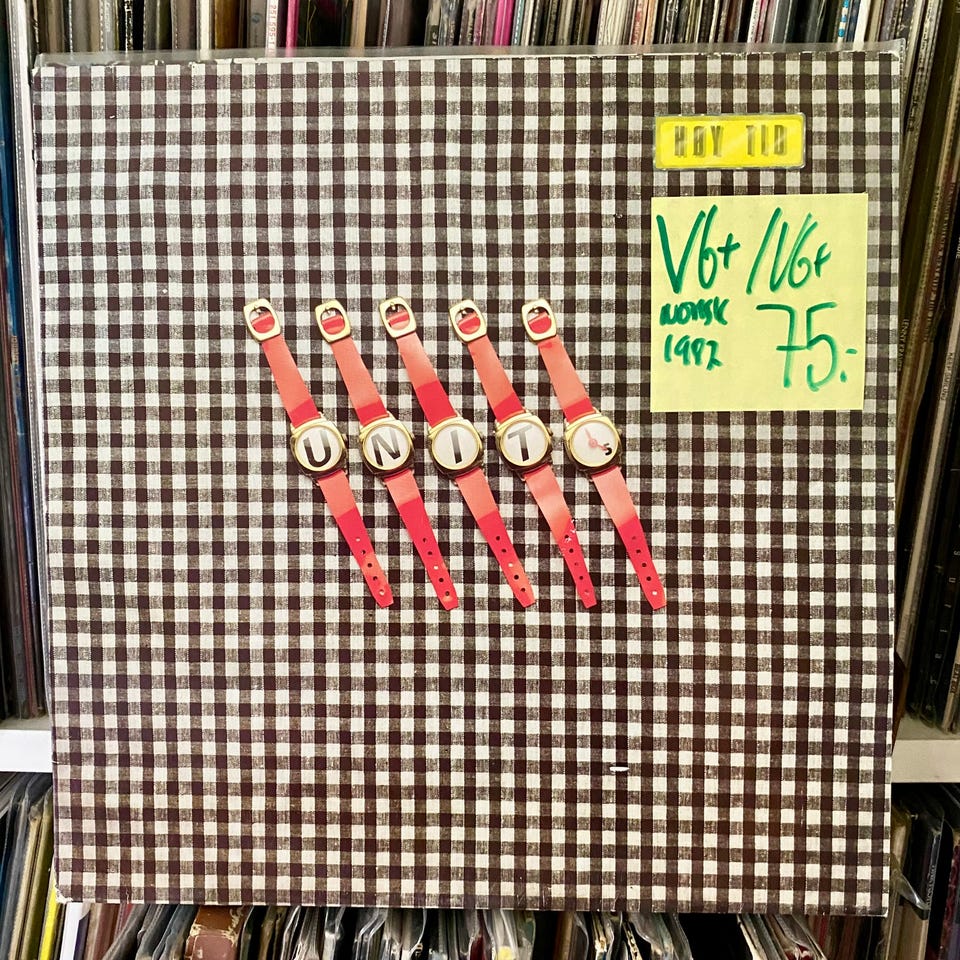 HØY TID
VG+ / VG+
NORSK
1982
75.-
UNITS